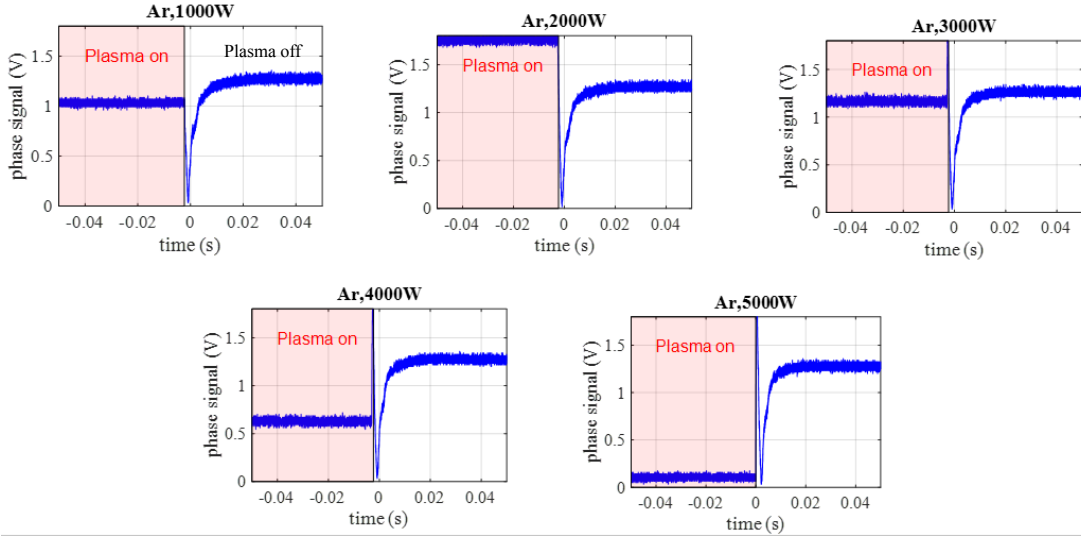 Ar,1000W
Plasma on
Plasma off
phase signal (V)
1.5
1
0.5
0
-0.04
-0.02
0
0.02
0.04
time (s)
Ar,2000W
Plasma on
phase signal (V)
1.5
1
0.5
0
-0.04
-0.02
0
0.02
0.04
time (s)
Ar,3000W
Plasma on
phase signal (V)
1.5
1
0.5
0
-0.04
-0.02
0
0.02
0.04
time (s)
Ar,4000W
Plasma on
phase signal (V)
1.5
1
0.5
0
-0.04
-0.02
0
0.02
0.04
time (s)
Ar,5000W
Plasma on
phase signal (V)
1.5
1
0.5
0
-0.04
-0.02
0
0.02
0.04
time (s)